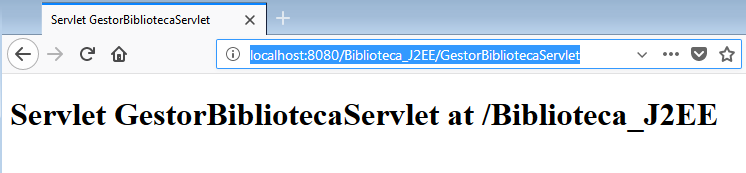 Servlet GestorBibliotecaServlet
localhost:8080/Biblioteca_J2EE/GestorBibliotecaServlet
Servlet GestorBibliotecaServlet at /Biblioteca_J2EE